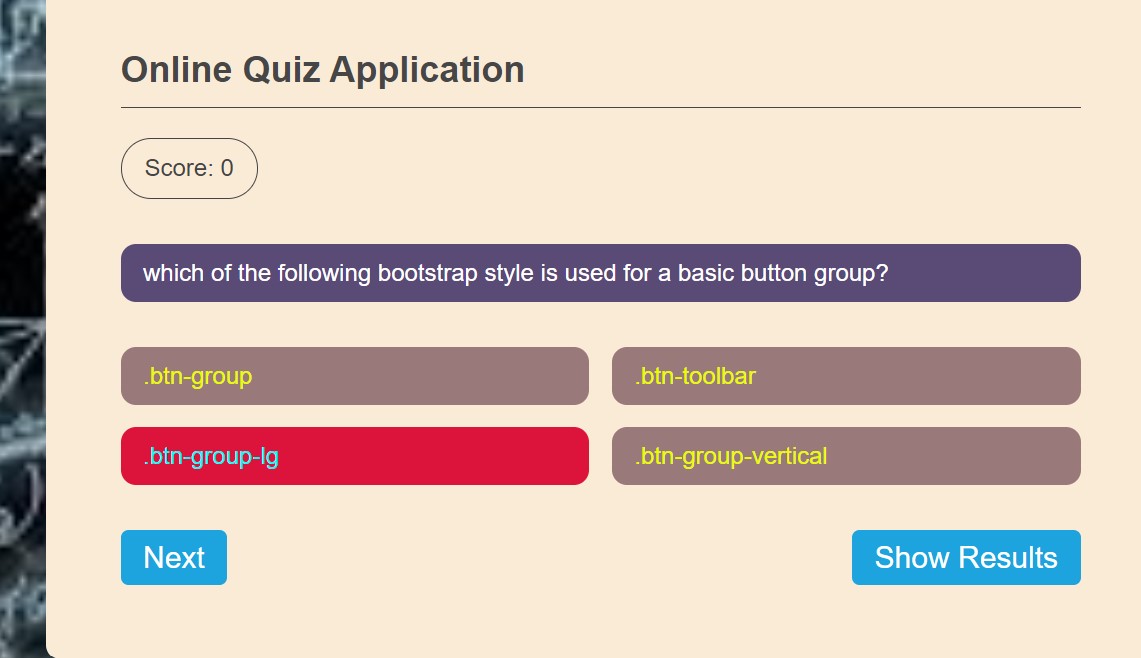 Online Quiz Application
Score: 0
which of the following bootstrap style is used for a basic button group?
.btn-group
.btn-toolbar
.btn-group-lg
.btn-group-vertical
Next
Show Results